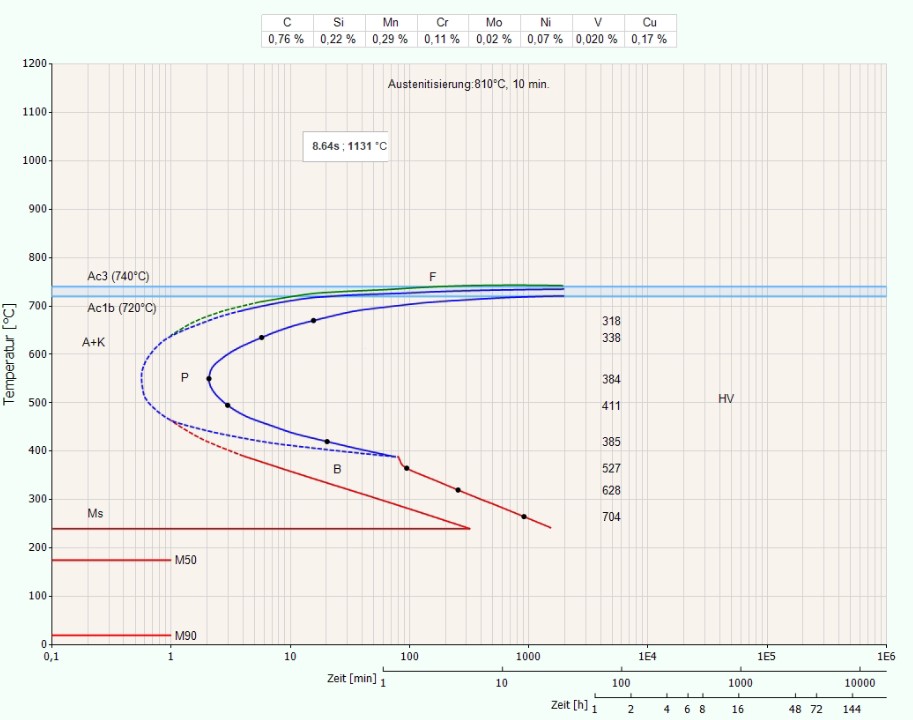 C Si Mn Cr Mo Ni V Cu
0,76 % 0,22 % 0,29 % 0,11 % 0,02 % 0,07 % 0,020 % 0,17 %
1200
Austenitisierung:810°C, 10 min.
1100
8.64s ; 1131 °C
1000
900
800
Ac3 (740°C) F
700
Ac1b (720°C)
318
A+K 338
600
P 384
500
411
HV
385
400
B 527
628
300
Ms 704
200
M50
100
M90
0
Temperatur [°C]
0,1 1 10 100 1000 1E4 1E5 1E6
Zeit [min] 1 10 100 1000 10000
Zeit [h] 1 2 4 6 8 16 48 72 144